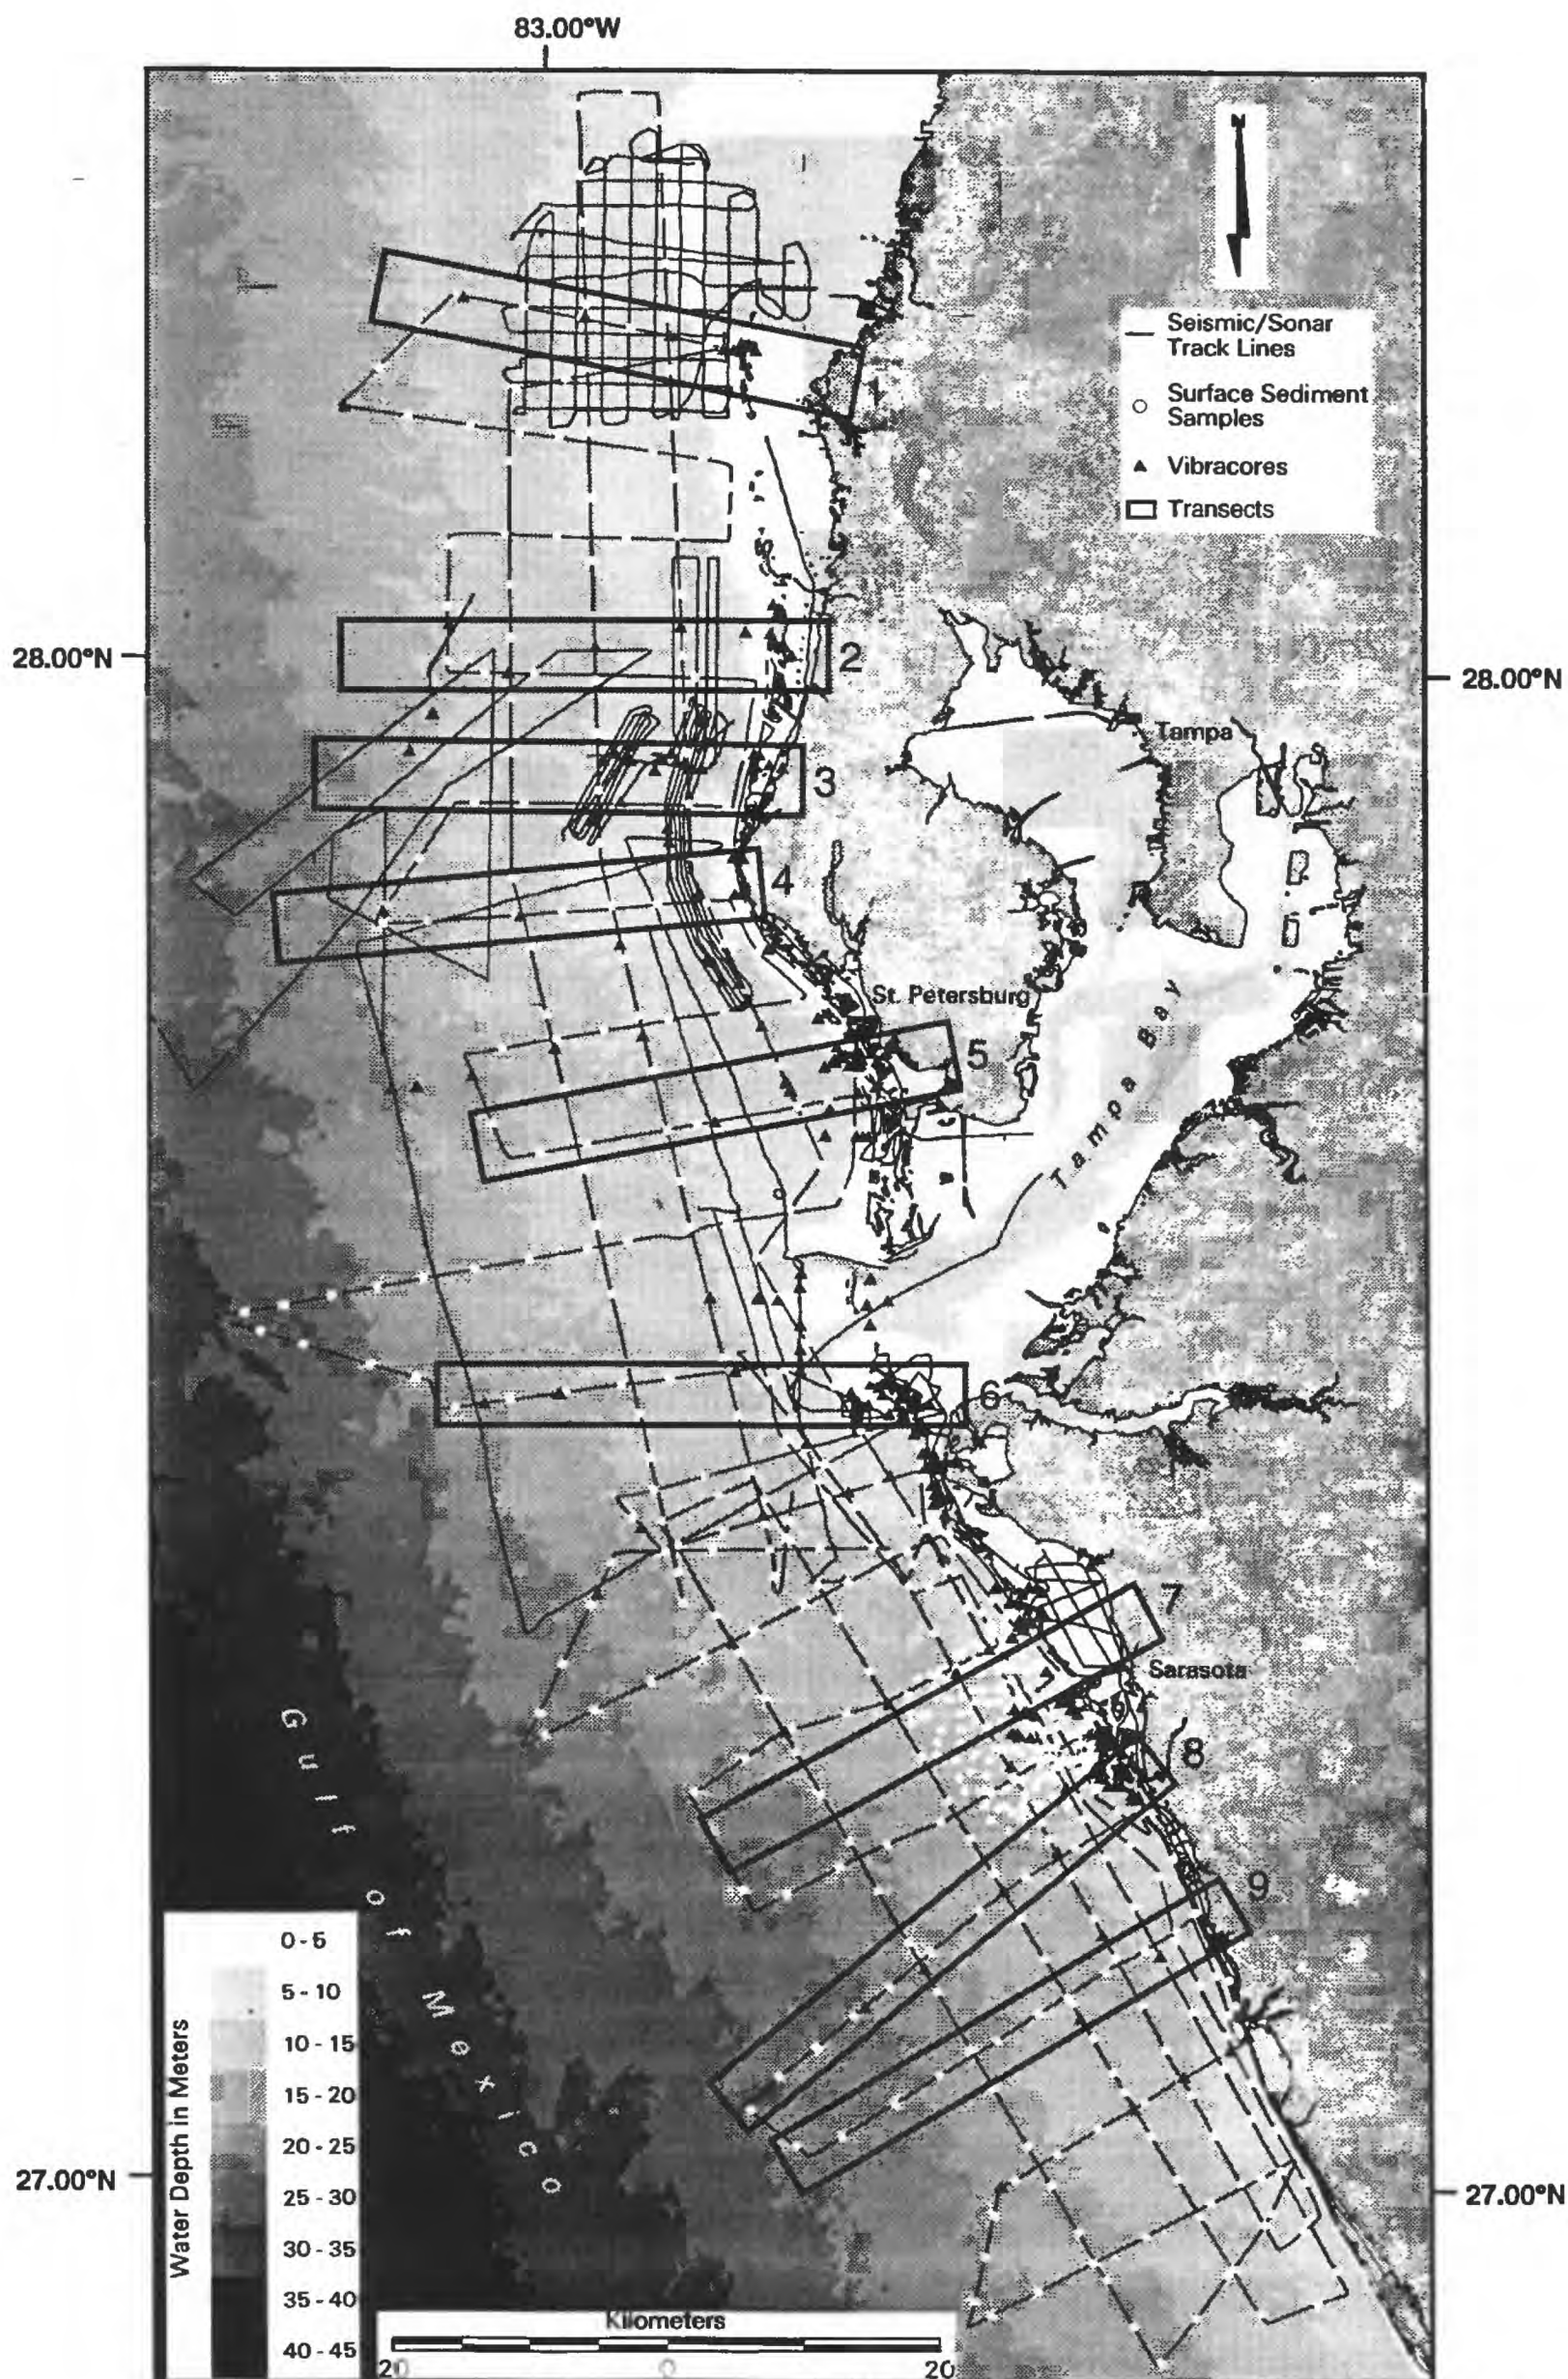 83.00°W
N
Seismic/Sonar
Track Lines
Surface Sediment
Samples
Vibracores
Transects
1
28.00°N
2
28.00°N
Tampa
3
4
St. Petersburg
5
Tampa Bay
6
7
Sarasota
8
9
Gulf of Mexico
Water Depth in Meters
0-5
5-10
10-15
15-20
20-25
25-30
30-35
35-40
40-45
27.00°N
27.00°N
Kilometers
20 0 20